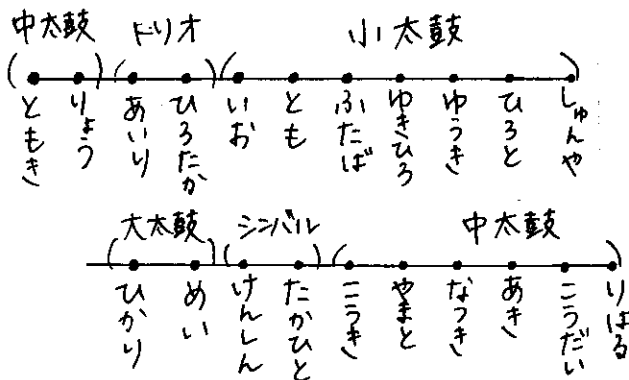 中太鼓 トリオ 小太鼓
ともき
りょう
あいり
ひろたか
いお
とも
ふたば
ゆきひろ
ゆうき
ひろと
しゅんや
大太鼓 シンバル 中太鼓
ひかり
めい
けんしん
たかひと
こうき
やまと
なつき
あき
こうだい
りはる